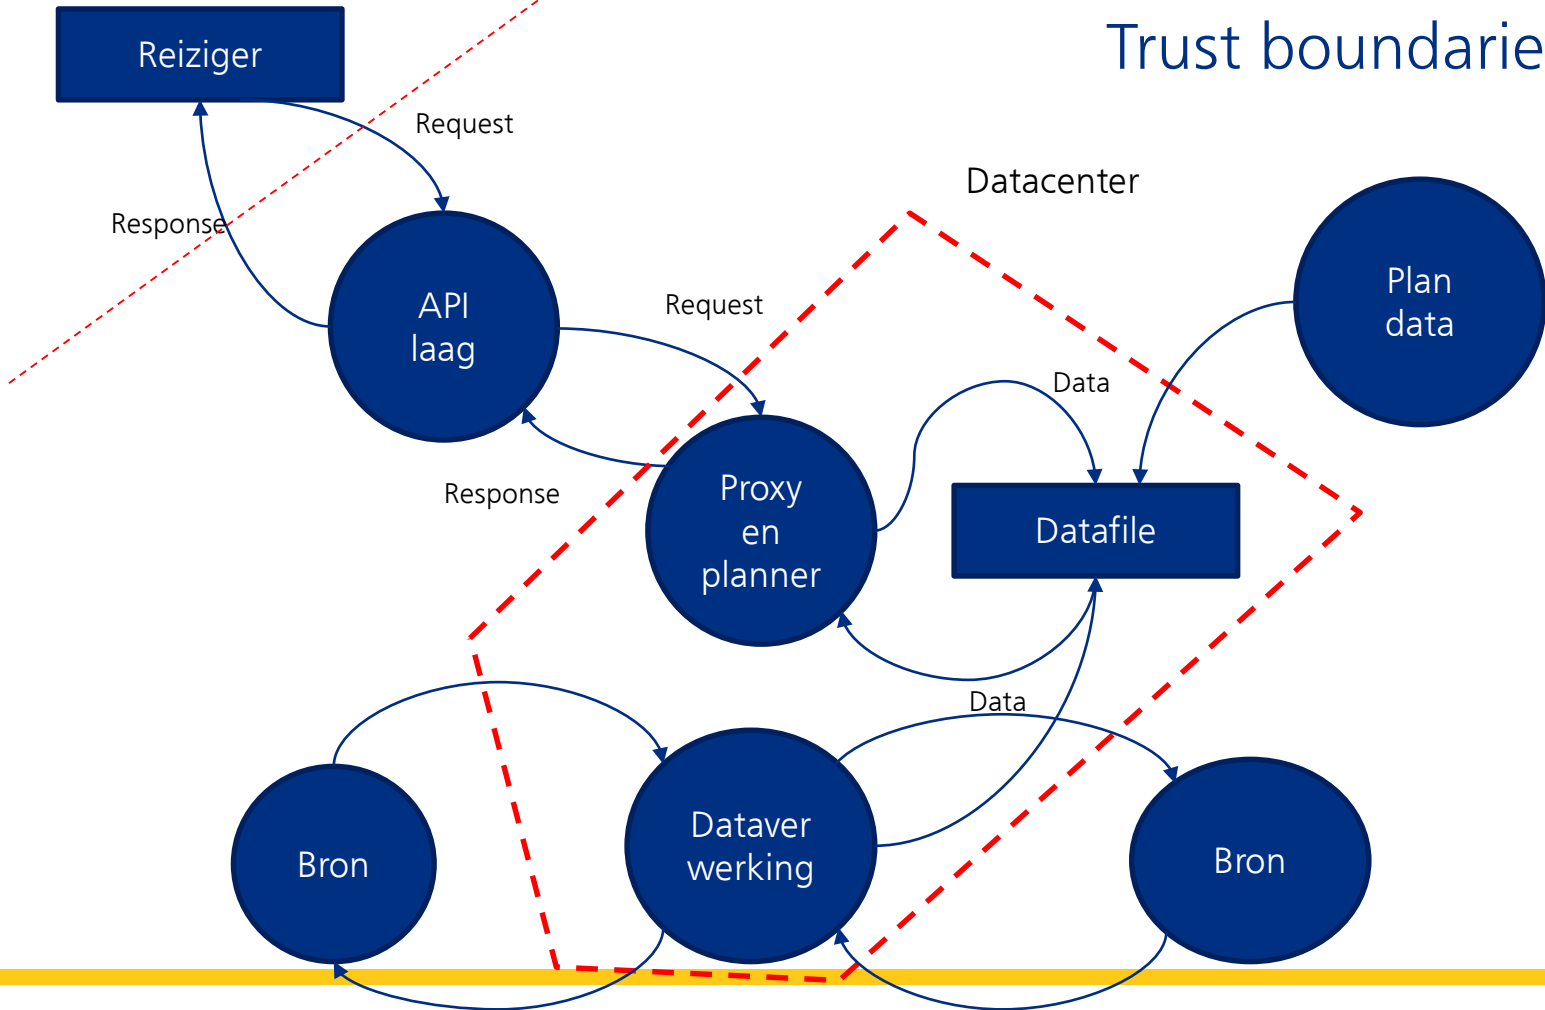 Trust boundarie
Reiziger
Request
Response
Datacenter
API
laag
Request
Plan
data
Data
Response
Proxy
en
planner
Datafile
Data
Bron
Dataver
werking
Bron